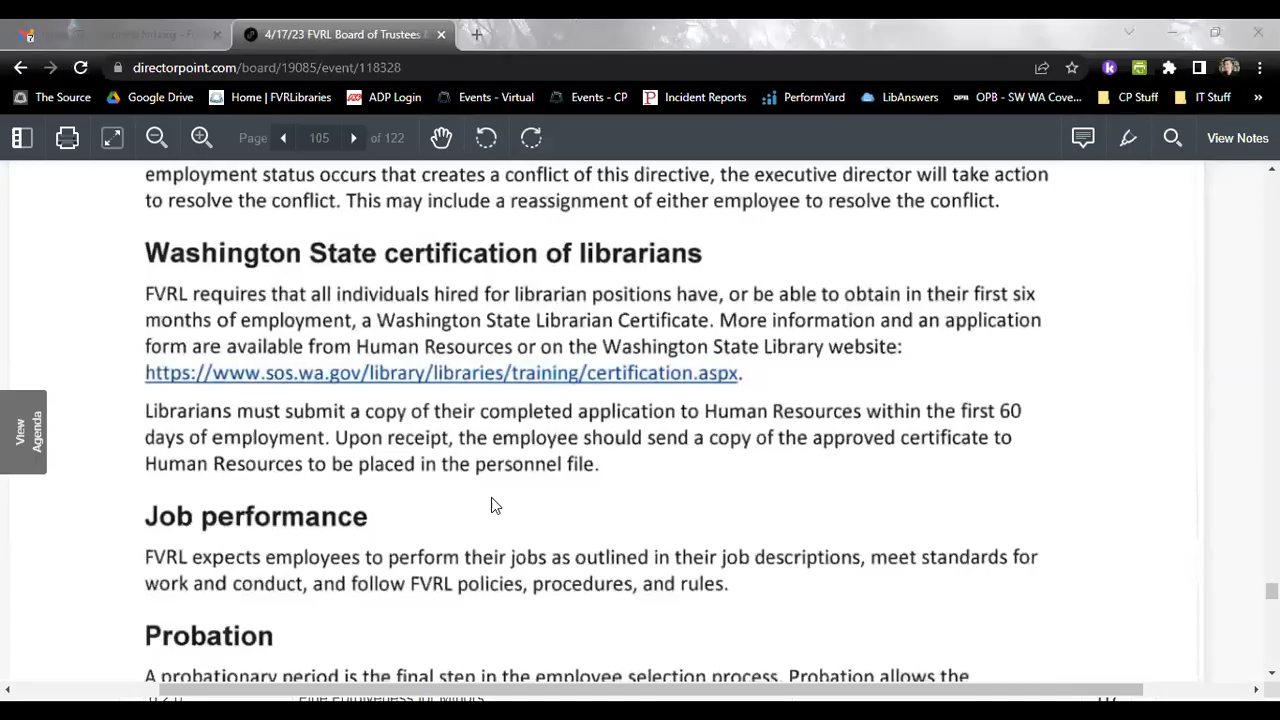 4/17/23 FVRL Board of Trustees
directorpoint.com/board/19085/event/118328
The Source Google Drive Home | FVRLibraries ADP Login Events - Virtual Events - CP Incident Reports PerformYard LibAnswers OPB - SW WA Cove... CP Stuff IT Stuff »
Page 105 of 122 View Notes
employment status occurs that creates a conflict of this directive, the executive director will take action
to resolve the conflict. This may include a reassignment of either employee to resolve the conflict.
Washington State certification of librarians
FVRL requires that all individuals hired for librarian positions have, or be able to obtain in their first six
months of employment, a Washington State Librarian Certificate. More information and an application
form are available from Human Resources or on the Washington State Library website:
https://www.sos.wa.gov/library/libraries/training/certification.aspx.
View
Agenda
Librarians must submit a copy of their completed application to Human Resources within the first 60
days of employment. Upon receipt, the employee should send a copy of the approved certificate to
Human Resources to be placed in the personnel file.
Job performance
FVRL expects employees to perform their jobs as outlined in their job descriptions, meet standards for
work and conduct, and follow FVRL policies, procedures, and rules.
Probation
A probationary period is the final step in the employee selection process. Probation allows the